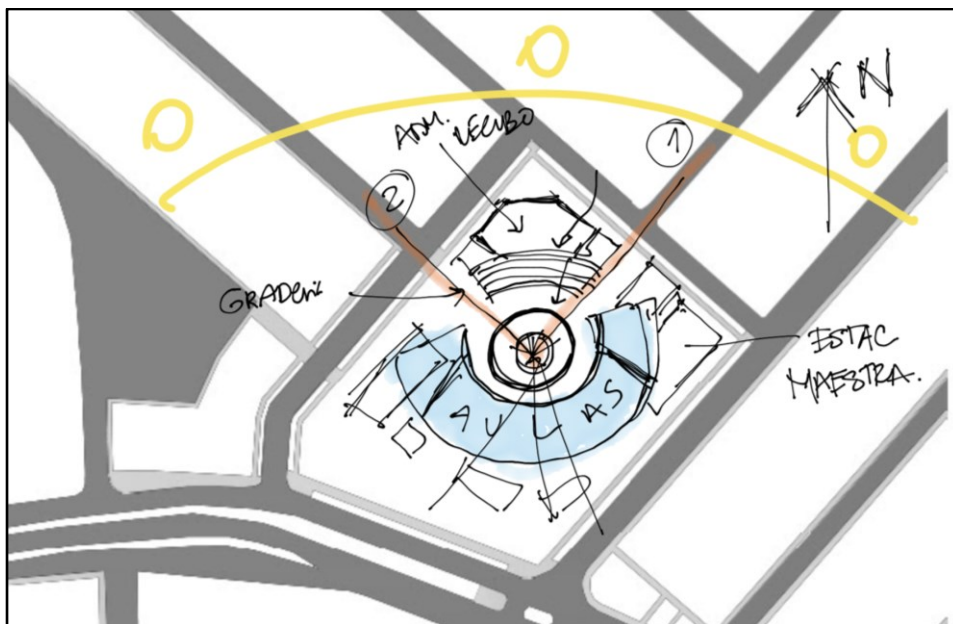 N
ADM.
RECIBO
1
2
GRADERÍA
ESTAC
MAESTRA.
AULAS